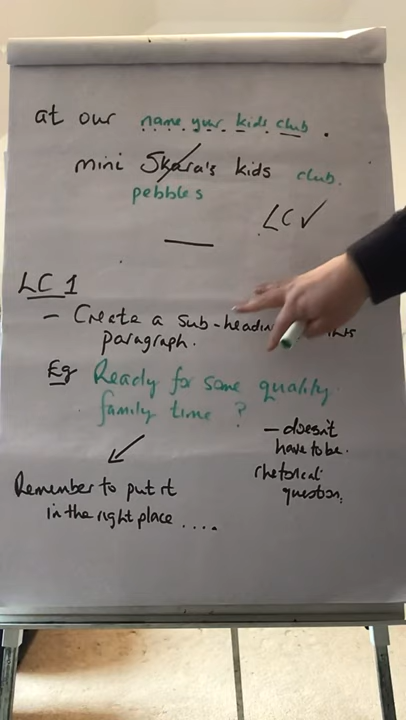 at our name your kids club.
mini Skara's kids club.
pebbles
LC ✓
LC 1
- Create a sub-headin
paragraph.
Eg Ready for some quality
family time?
- doesn't
have to be
rhetorical
question.
Remember to put it
in the right place ....